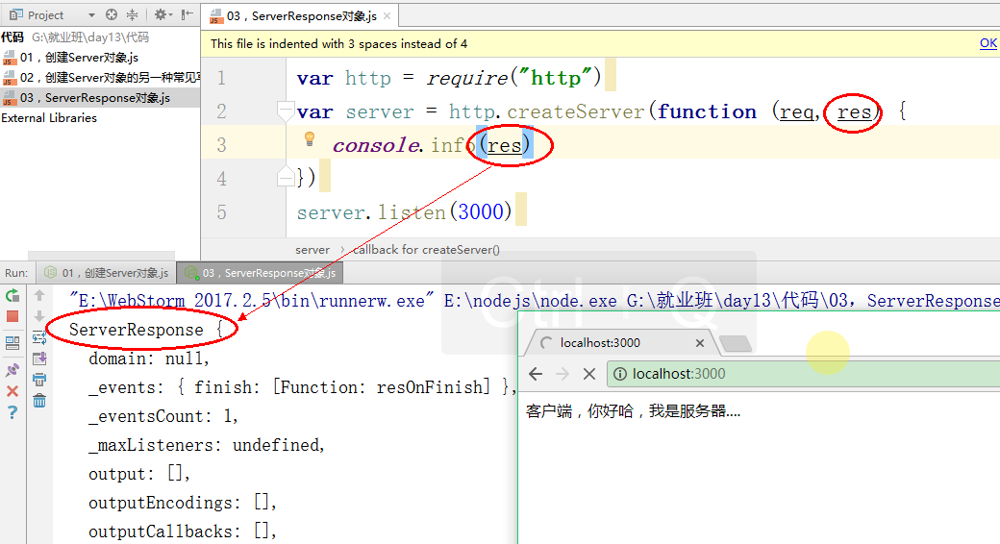 Project
03，ServerResponse对象.js
代码 G:\就业班\day13\代码
01，创建Server对象.js
02，创建Server对象的另一种常见写
03，ServerResponse对象.js
External Libraries
This file is indented with 3 spaces instead of 4
OK
1 var http = require("http")
2 var server = http.createServer(function (req, res) {
3 console.info(res)
4 })
5 server.listen(3000)
server › callback for createServer()
Run: 01，创建Server对象.js 03，ServerResponse对象.js
Ctrl + Q
"E:\WebStorm 2017.2.5\bin\runnerw.exe" E:\nodejs\node.exe G:\就业班\day13\代码\03，ServerResponse
ServerResponse {
domain: null,
_events: { finish: [Function: resOnFinish] },
_eventsCount: 1,
_maxListeners: undefined,
output: [],
outputEncodings: [],
outputCallbacks: [],
localhost:3000
localhost:3000
客户端，你好哈，我是服务器....